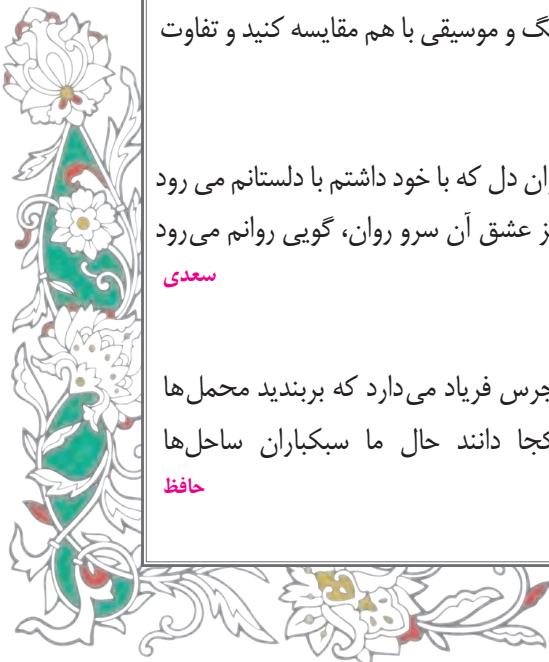 گ و موسیقی با هم مقایسه کنید و تفاوت
ان دل که با خود داشتم با دلستانم می رود
ز عشق آن سرو روان، گویی روانم می‌رود
سعدی
جرس فریاد می‌دارد که بربندید محمل‌ها
کجا دانند حال ما سبکباران ساحل‌ها
حافظ